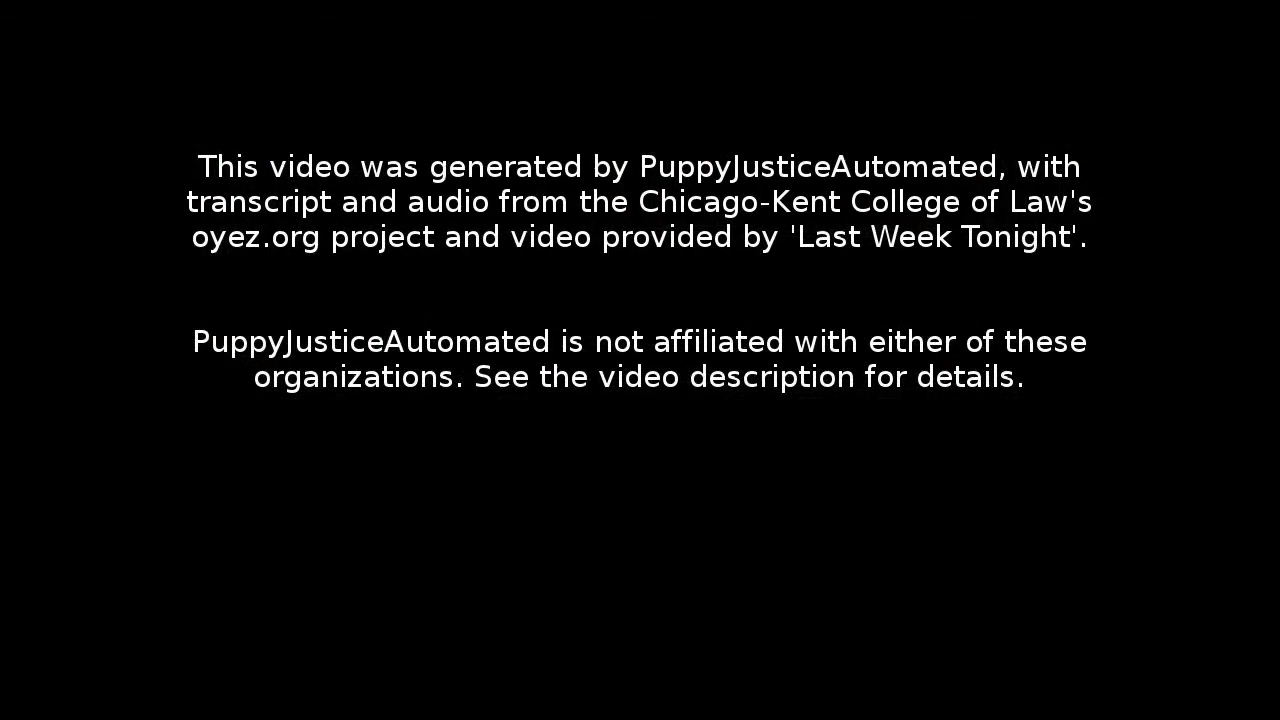 This video was generated by PuppyJusticeAutomated, with
transcript and audio from the Chicago-Kent College of Law's
oyez.org project and video provided by 'Last Week Tonight'.
PuppyJusticeAutomated is not affiliated with either of these
organizations. See the video description for details.